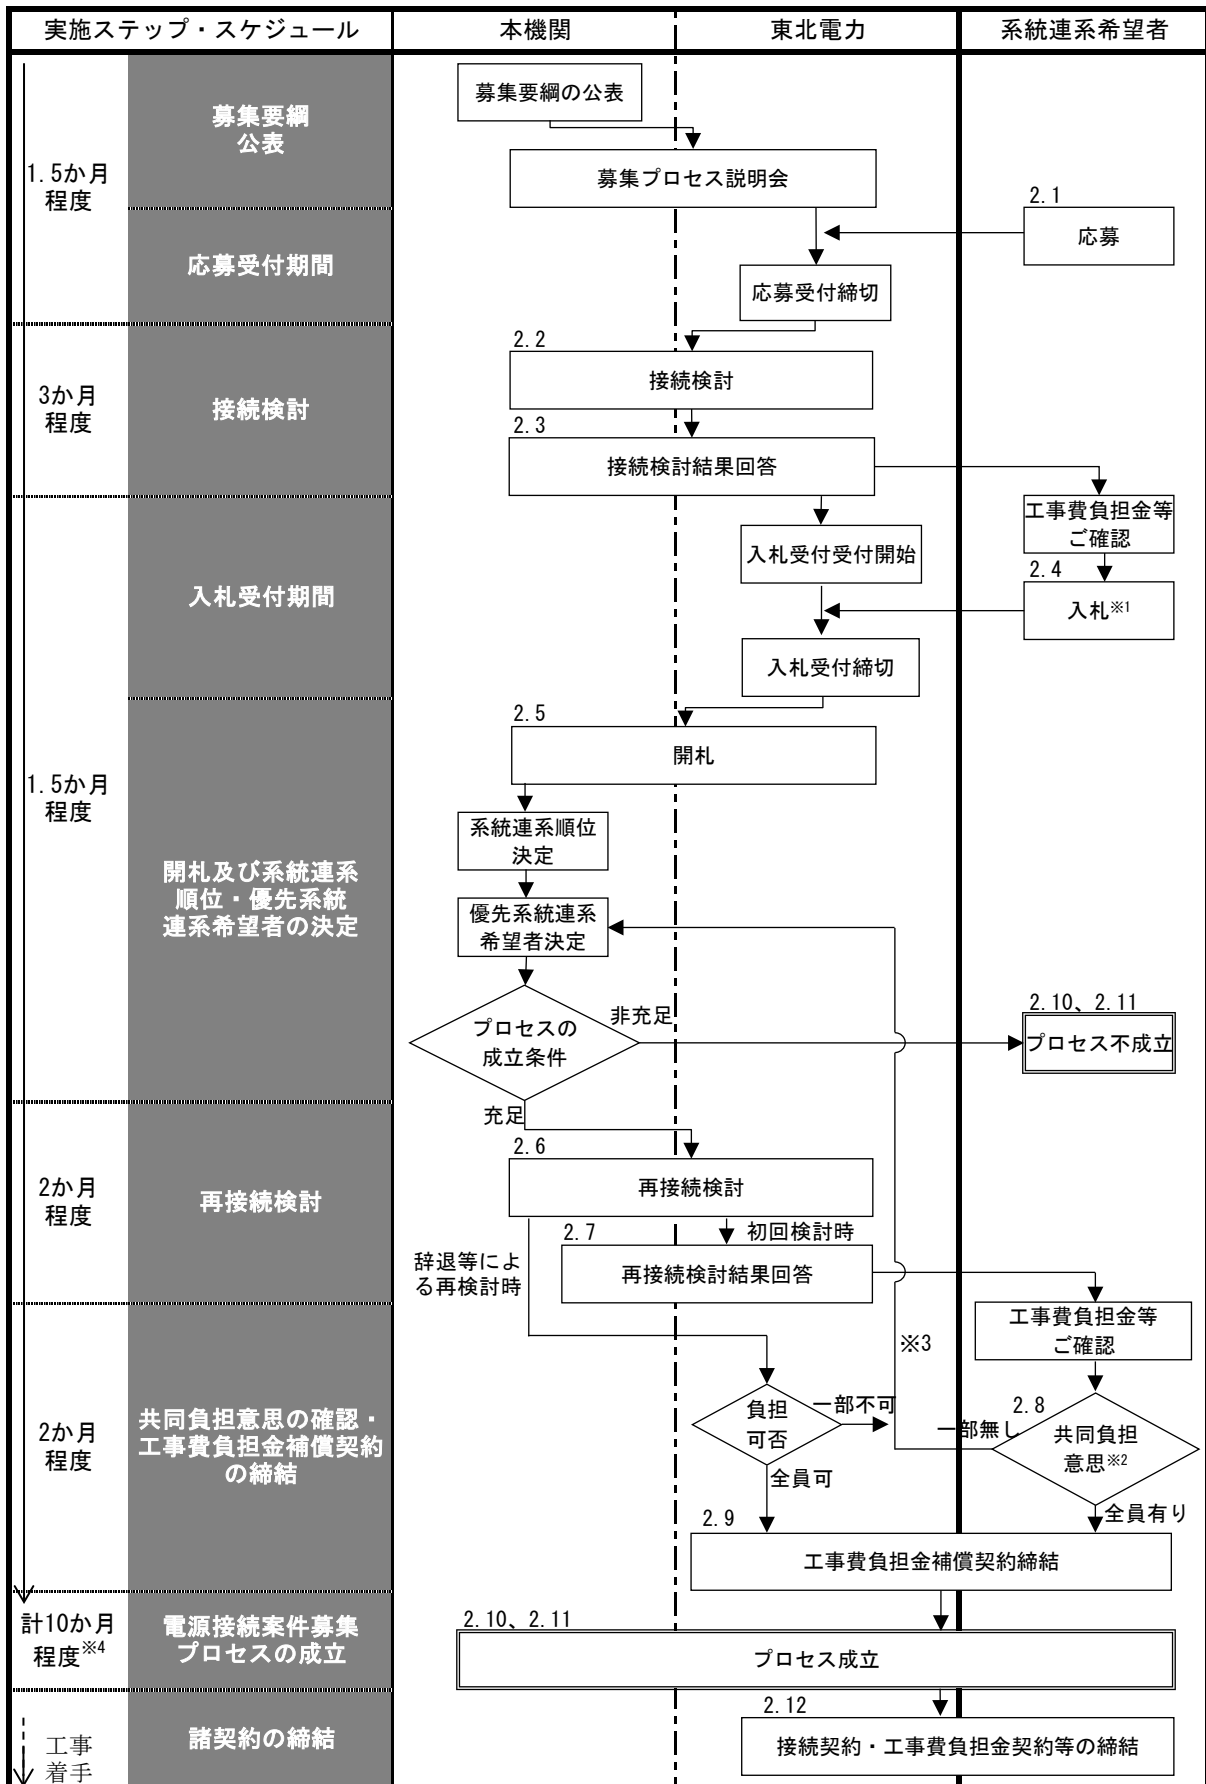 実施ステップ・スケジュール
本機関
東北電力
系統連系希望者
募集要綱の公表
募集要綱
公表
募集プロセス説明会
1.5か月
程度
2.1
応募
応募受付期間
応募受付締切
2.2
接続検討
3か月
程度
接続検討
2.3
接続検討結果回答
工事費負担金等
ご確認
入札受付受付開始
2.4
入札※1
入札受付期間
入札受付締切
2.5
開札
1.5か月
程度
系統連系順位
決定
開札及び系統連系
順位・優先系統
連系希望者の決定
優先系統連系
希望者決定
プロセスの
成立条件
非充足
2.10、2.11
プロセス不成立
充足
2.6
再接続検討
2か月
程度
再接続検討
初回検討時
2.7
再接続検討結果回答
辞退等によ
る再検討時
工事費負担金等
ご確認
※3
負担
可否
一部不可
2.8
共同負担
意思※2
一部無し
2か月
程度
共同負担意思の確認・
工事費負担金補償契約
の締結
全員可
全員有り
2.9
工事費負担金補償契約締結
計10か月
程度※4
電源接続案件募集
プロセスの成立
2.10、2.11
プロセス成立
2.12
諸契約の締結
接続契約・工事費負担金契約等の締結
工事
着手